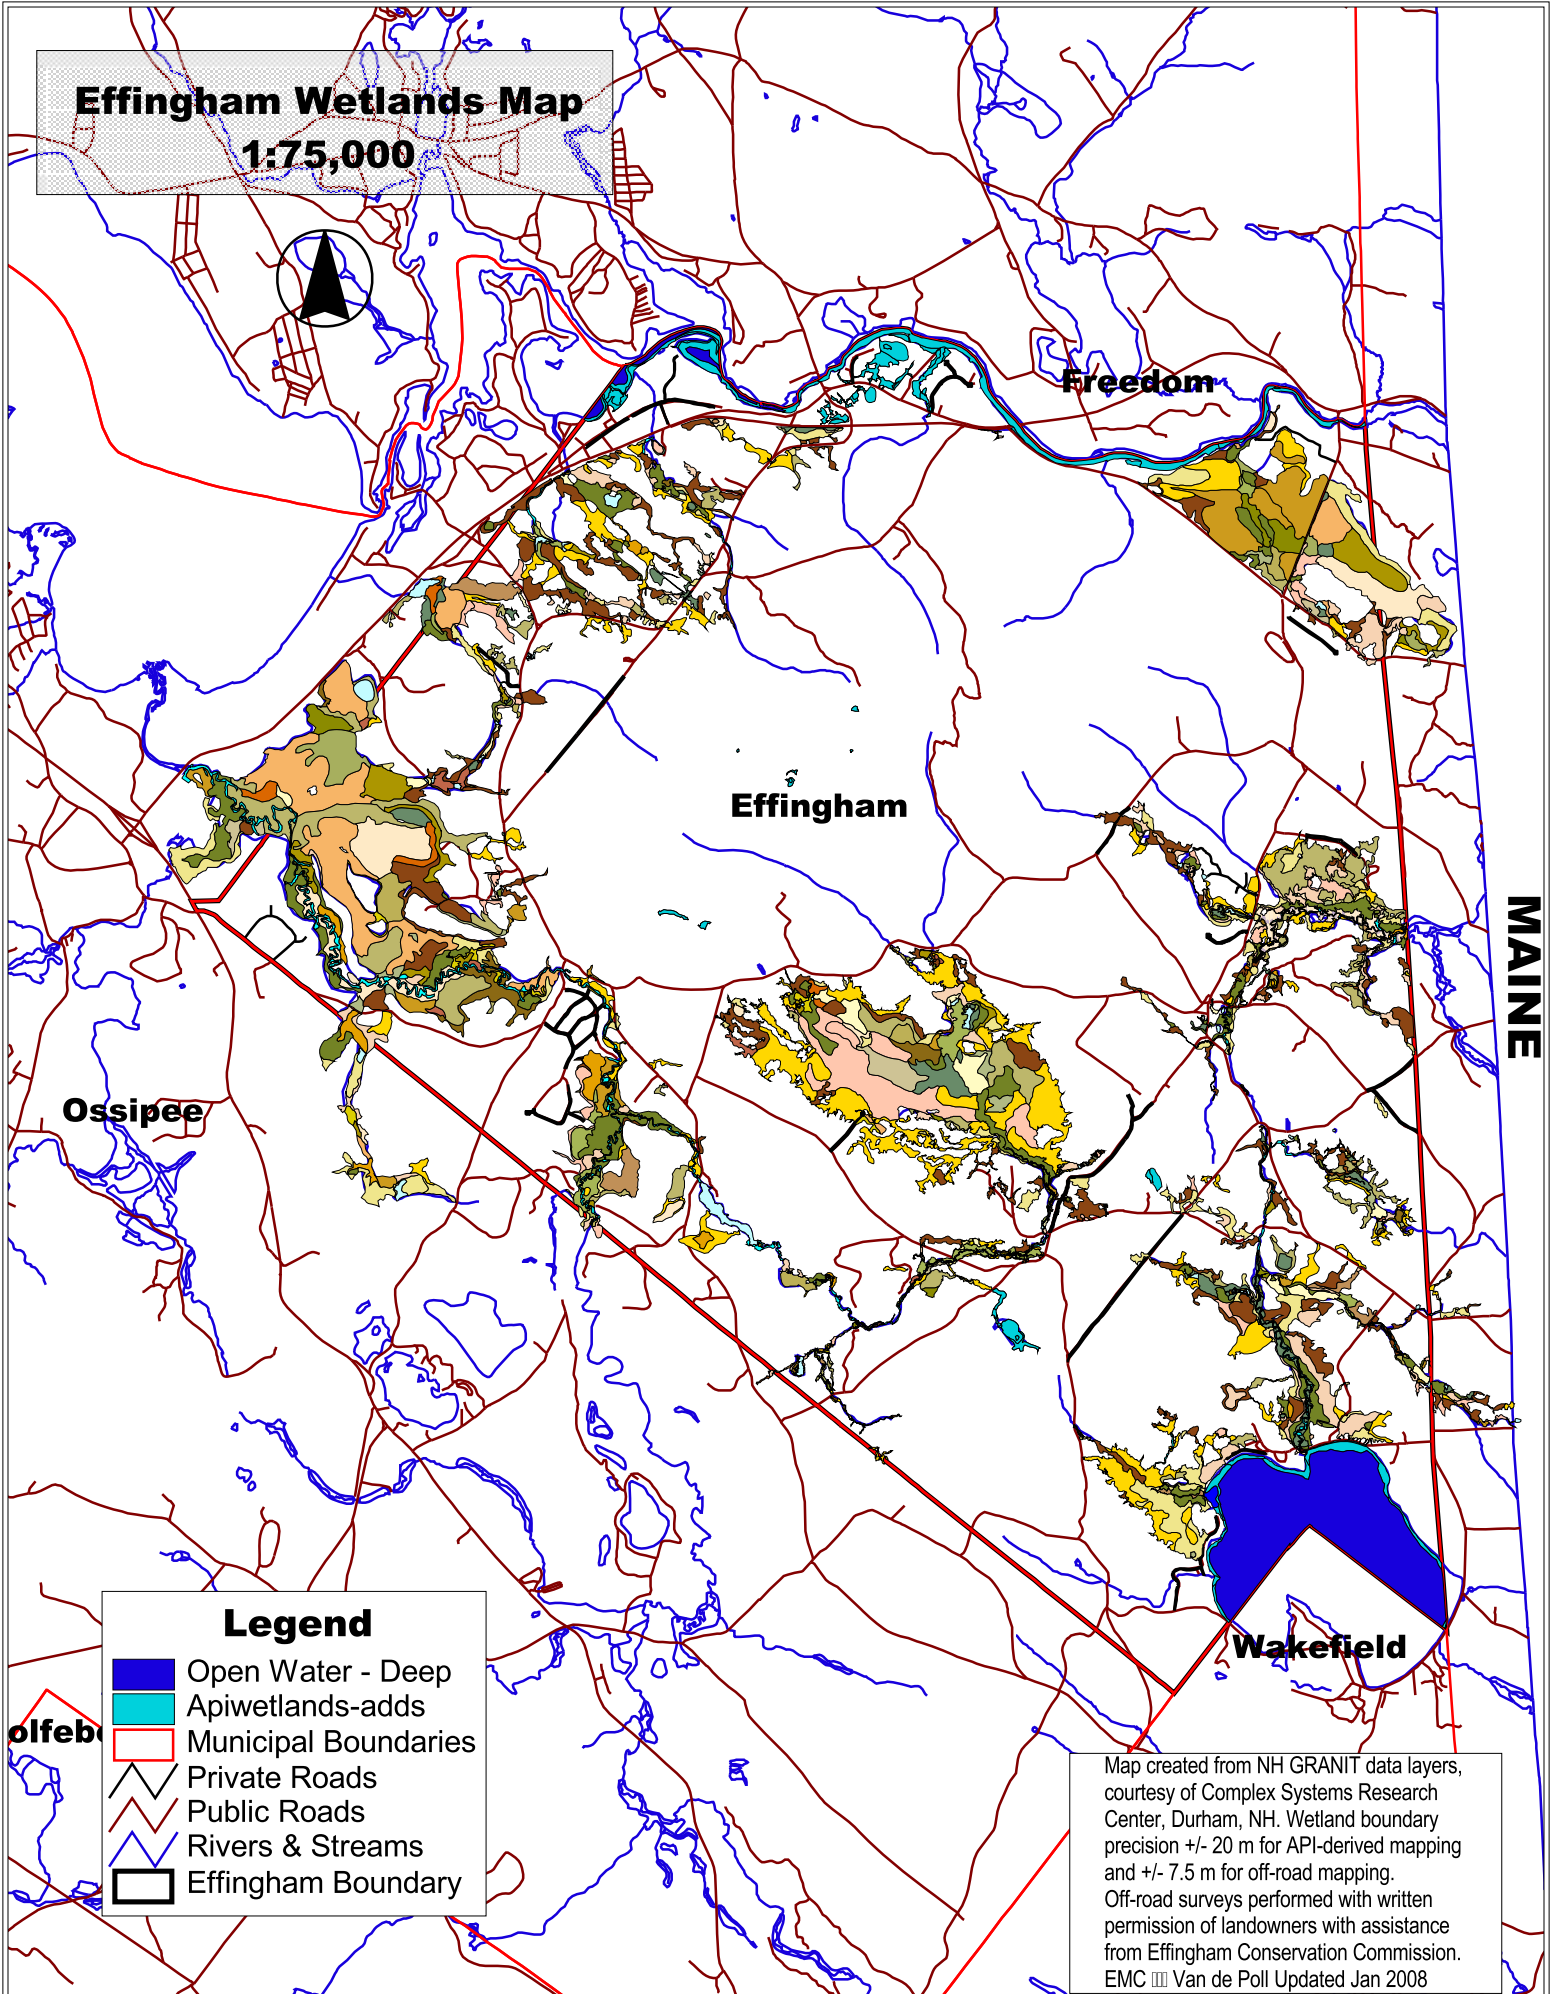 Effingham Wetlands Map
1:75,000
Freedom
Effingham
MAINE
Ossipee
Wakefield
olfebo
Legend
Open Water - Deep
Apiwetlands-adds
Municipal Boundaries
Private Roads
Public Roads
Rivers & Streams
Effingham Boundary
Map created from NH GRANIT data layers,
courtesy of Complex Systems Research
Center, Durham, NH. Wetland boundary
precision +/- 20 m for API-derived mapping
and +/- 7.5 m for off-road mapping.
Off-road surveys performed with written
permission of landowners with assistance
from Effingham Conservation Commission.
EMC Van de Poll Updated Jan 2008